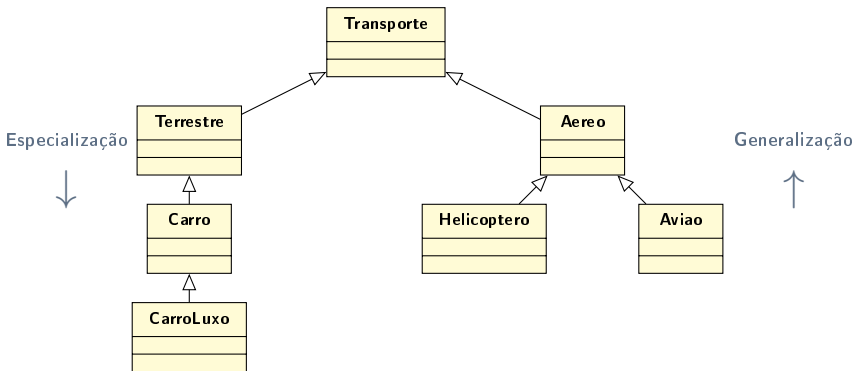 Transporte
Terrestre
Aereo
Especialização
Generalização
Carro
Helicoptero
Aviao
CarroLuxo